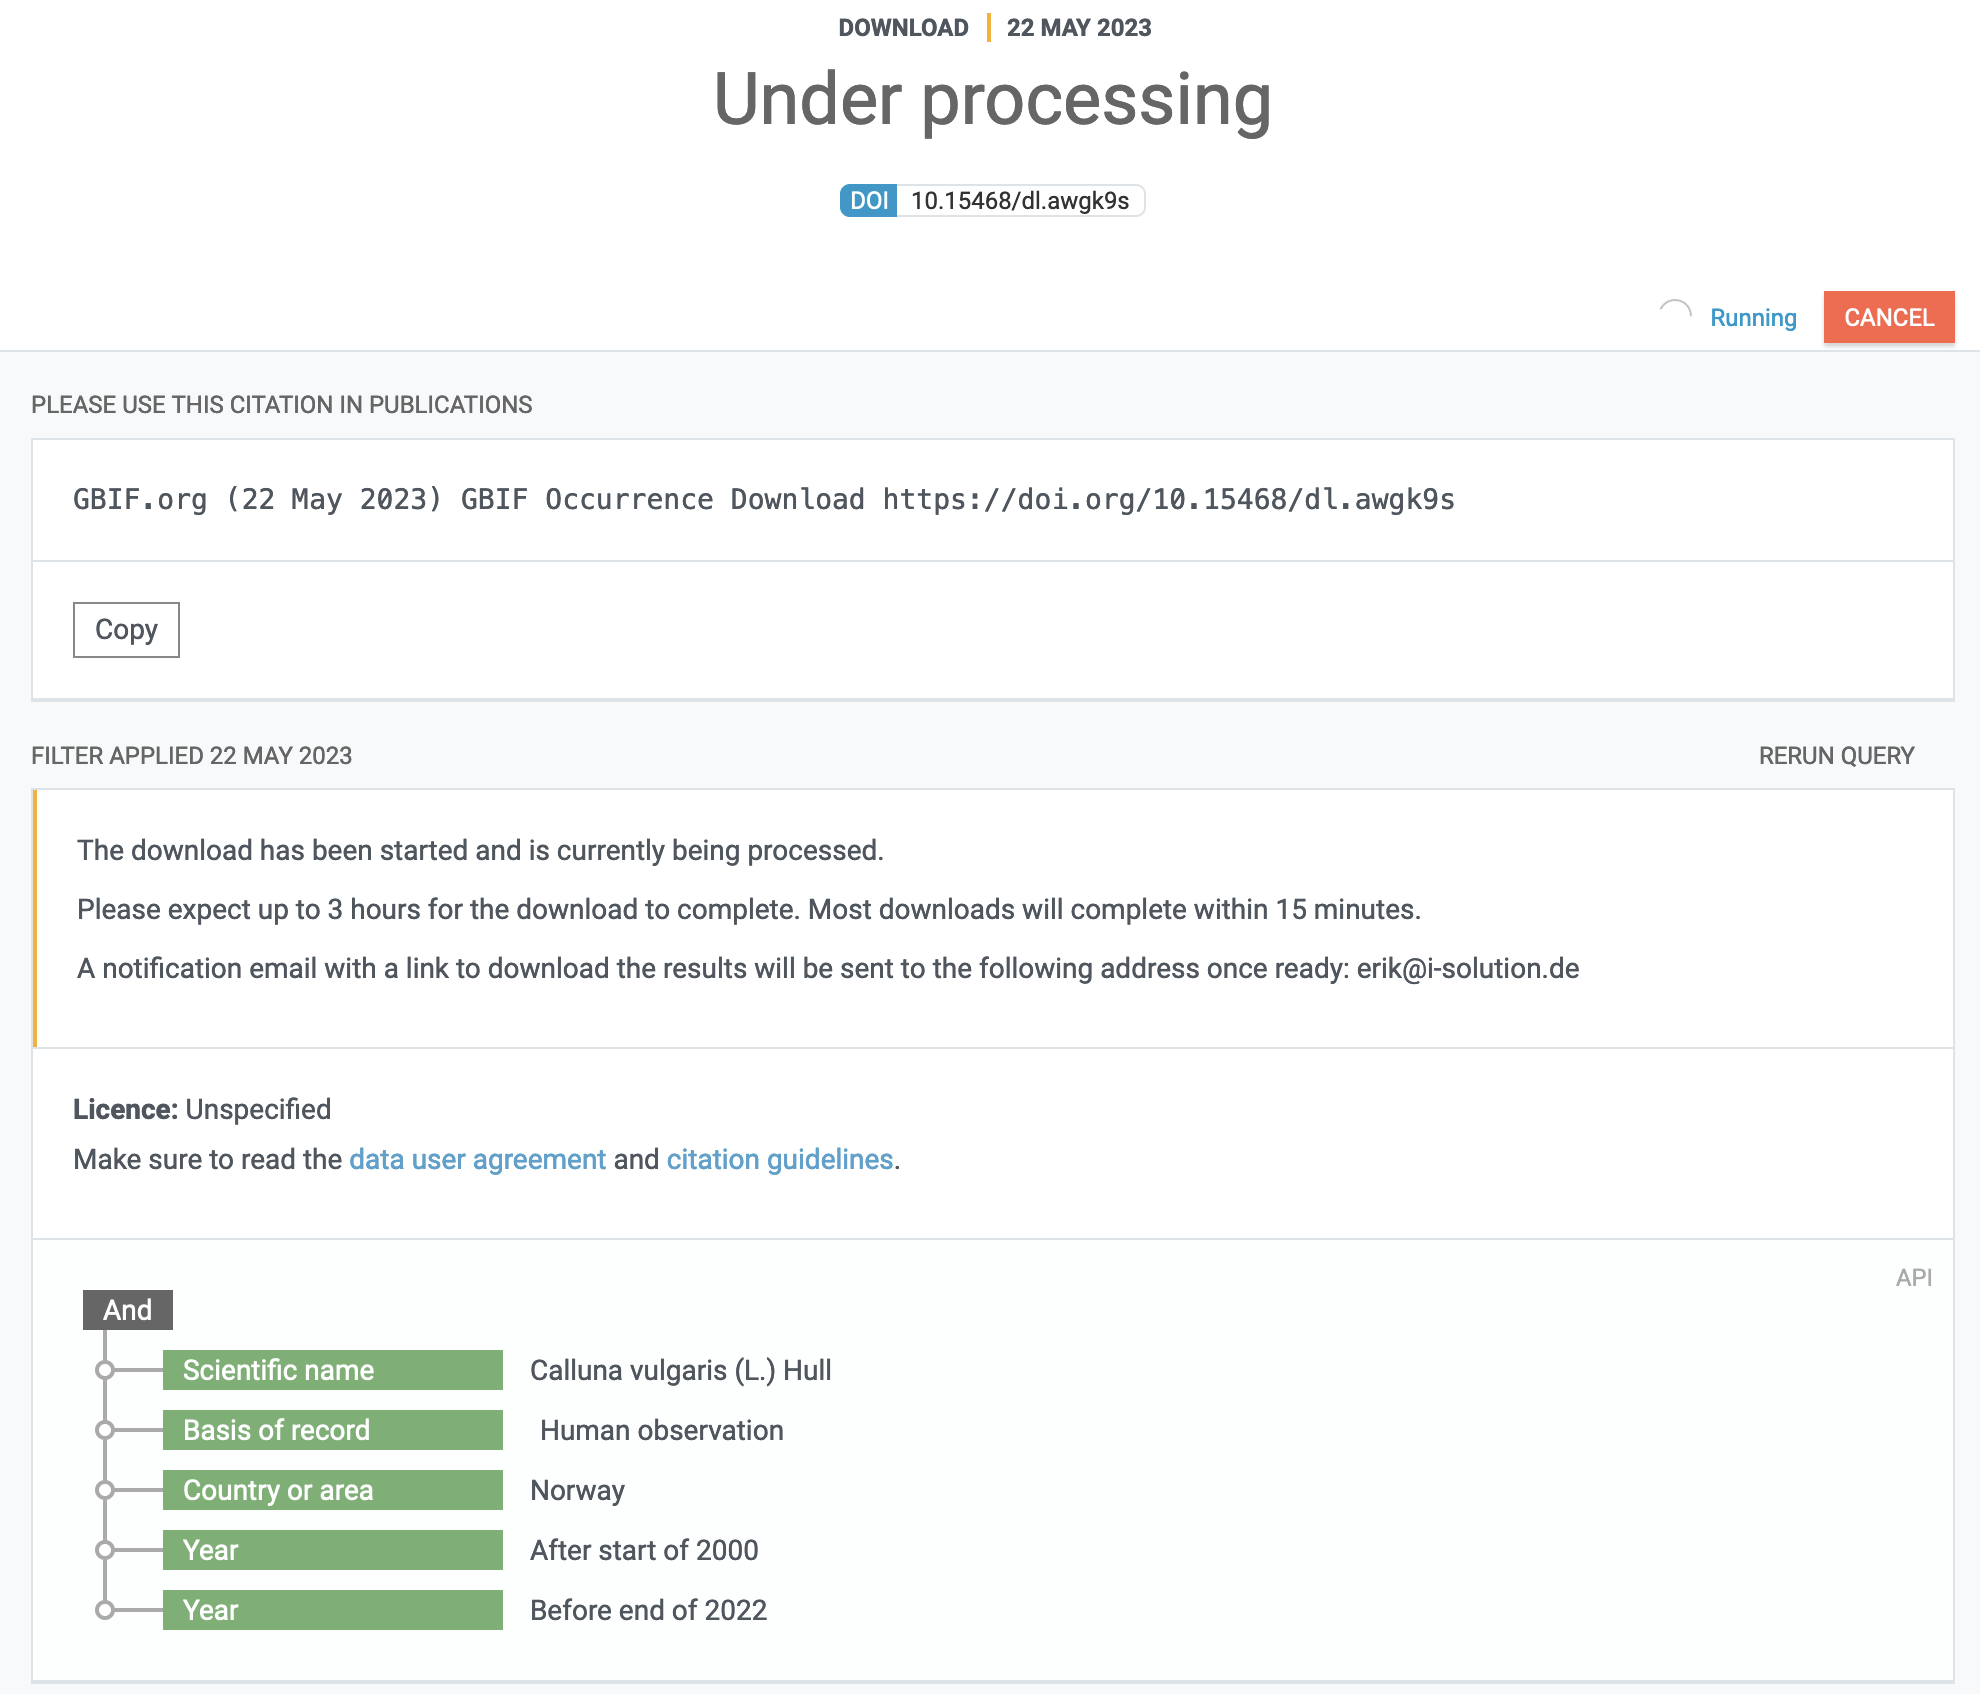 DOWNLOAD | 22 MAY 2023
Under processing
DOI 10.15468/dl.awgk9s
Running CANCEL
PLEASE USE THIS CITATION IN PUBLICATIONS
GBIF.org (22 May 2023) GBIF Occurrence Download https://doi.org/10.15468/dl.awgk9s
Copy
FILTER APPLIED 22 MAY 2023 RERUN QUERY
The download has been started and is currently being processed.
Please expect up to 3 hours for the download to complete. Most downloads will complete within 15 minutes.
A notification email with a link to download the results will be sent to the following address once ready: erik@i-solution.de
Licence: Unspecified
Make sure to read the data user agreement and citation guidelines.
API
And
Scientific name Calluna vulgaris (L.) Hull
Basis of record Human observation
Country or area Norway
Year After start of 2000
Year Before end of 2022